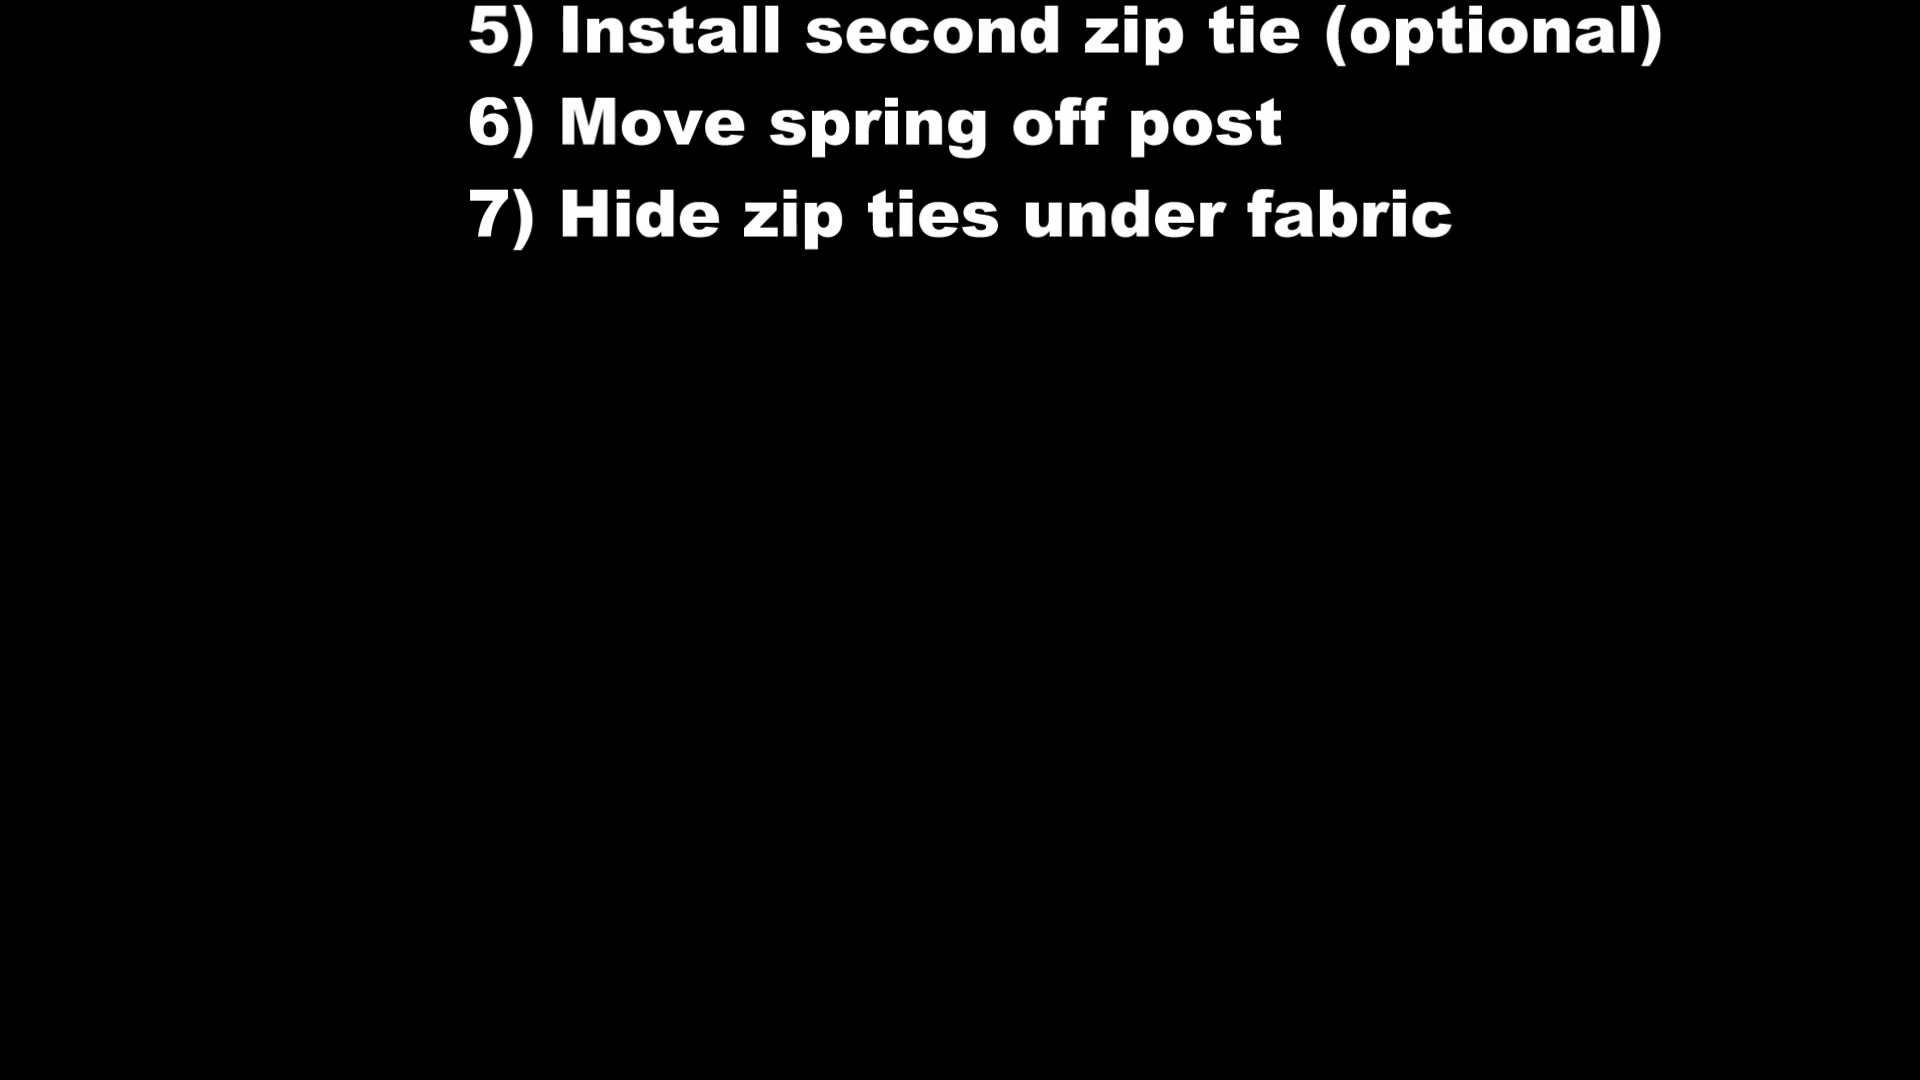 5) Install second zip tie (optional)
6) Move spring off post
7) Hide zip ties under fabric